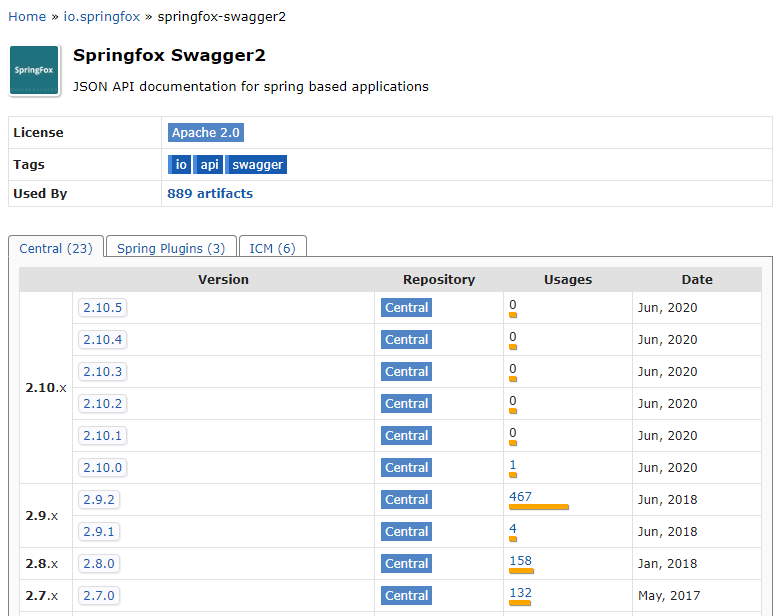 Home » io.springfox » springfox-swagger2
SpringFox
Springfox Swagger2
JSON API documentation for spring based applications
License Apache 2.0
Tags io api swagger
Used By 889 artifacts
Central (23) Spring Plugins (3) ICM (6)
Version Repository Usages Date
2.10.x
2.10.5 Central 0 Jun, 2020
2.10.4 Central 0 Jun, 2020
2.10.3 Central 0 Jun, 2020
2.10.2 Central 0 Jun, 2020
2.10.1 Central 0 Jun, 2020
2.10.0 Central 1 Jun, 2020
2.9.x
2.9.2 Central 467 Jun, 2018
2.9.1 Central 4 Jun, 2018
2.8.x 2.8.0 Central 158 Jan, 2018
2.7.x 2.7.0 Central 132 May, 2017